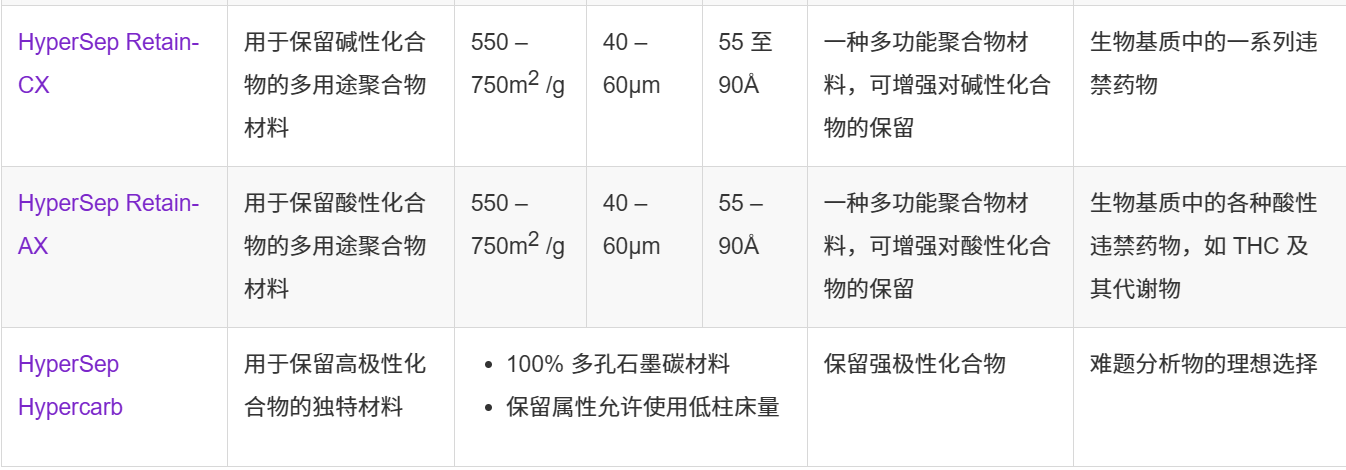 HyperSep Retain-
CX
用于保留碱性化合
物的多用途聚合物
材料
550 –
750m2 /g
40 –
60μm
55 至
90Å
一种多功能聚合物材
料，可增强对碱性化合
物的保留
生物基质中的一系列违
禁药物
HyperSep Retain-
AX
用于保留酸性化合
物的多用途聚合物
材料
550 –
750m2 /g
40 –
60μm
55 –
90Å
一种多功能聚合物材
料，可增强对酸性化合
物的保留
生物基质中的各种酸性
违禁药物，如 THC 及
其代谢物
HyperSep
Hypercarb
用于保留高极性化
合物的独特材料
• 100% 多孔石墨碳材料
• 保留属性允许使用低柱床量
保留强极性化合物
难题分析物的理想选择